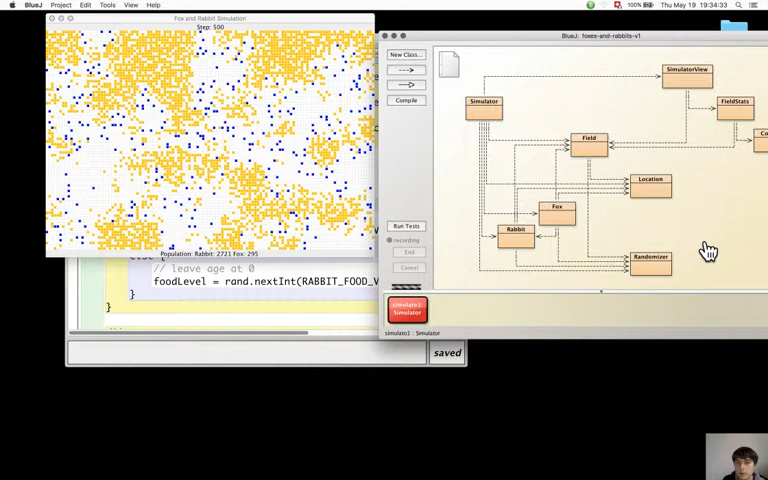 BlueJ Project Edit Tools View Help
100% Thu May 19 19:34:33
Fox and Rabbit Simulation
Step: 500
Population: Rabbit: 2721 Fox: 295
BlueJ: foxes-and-rabbits-v1
New Class...
Compile
Run Tests
recording
End
Cancel
Simulator
SimulatorView
FieldStats
Co
Field
Location
Fox
Rabbit
Randomizer
simulato1:
Simulator
simulato1 : Simulator
// leave age at 0
foodLevel = rand.nextInt(RABBIT_FOOD_V
}
}
saved